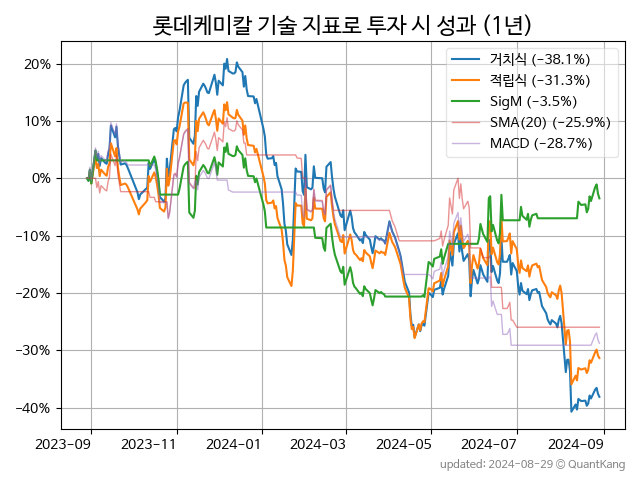 롯데케미칼 기술 지표로 투자 시 성과 (1년)
거치식 (−38.1%)
적립식 (−31.3%)
SigM (−3.5%)
SMA(20) (−25.9%)
MACD (−28.7%)
20%
10%
0%
−10%
−20%
−30%
−40%
2023-09 2023-11 2024-01 2024-03 2024-05 2024-07 2024-09
updated: 2024-08-29 © QuantKang